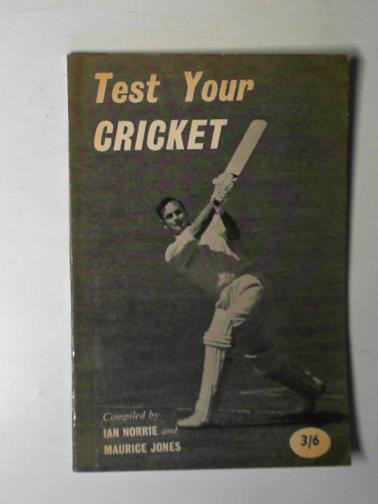 Test Your
CRICKET
Compiled by
IAN NORRIE and
MAURICE JONES
3/6